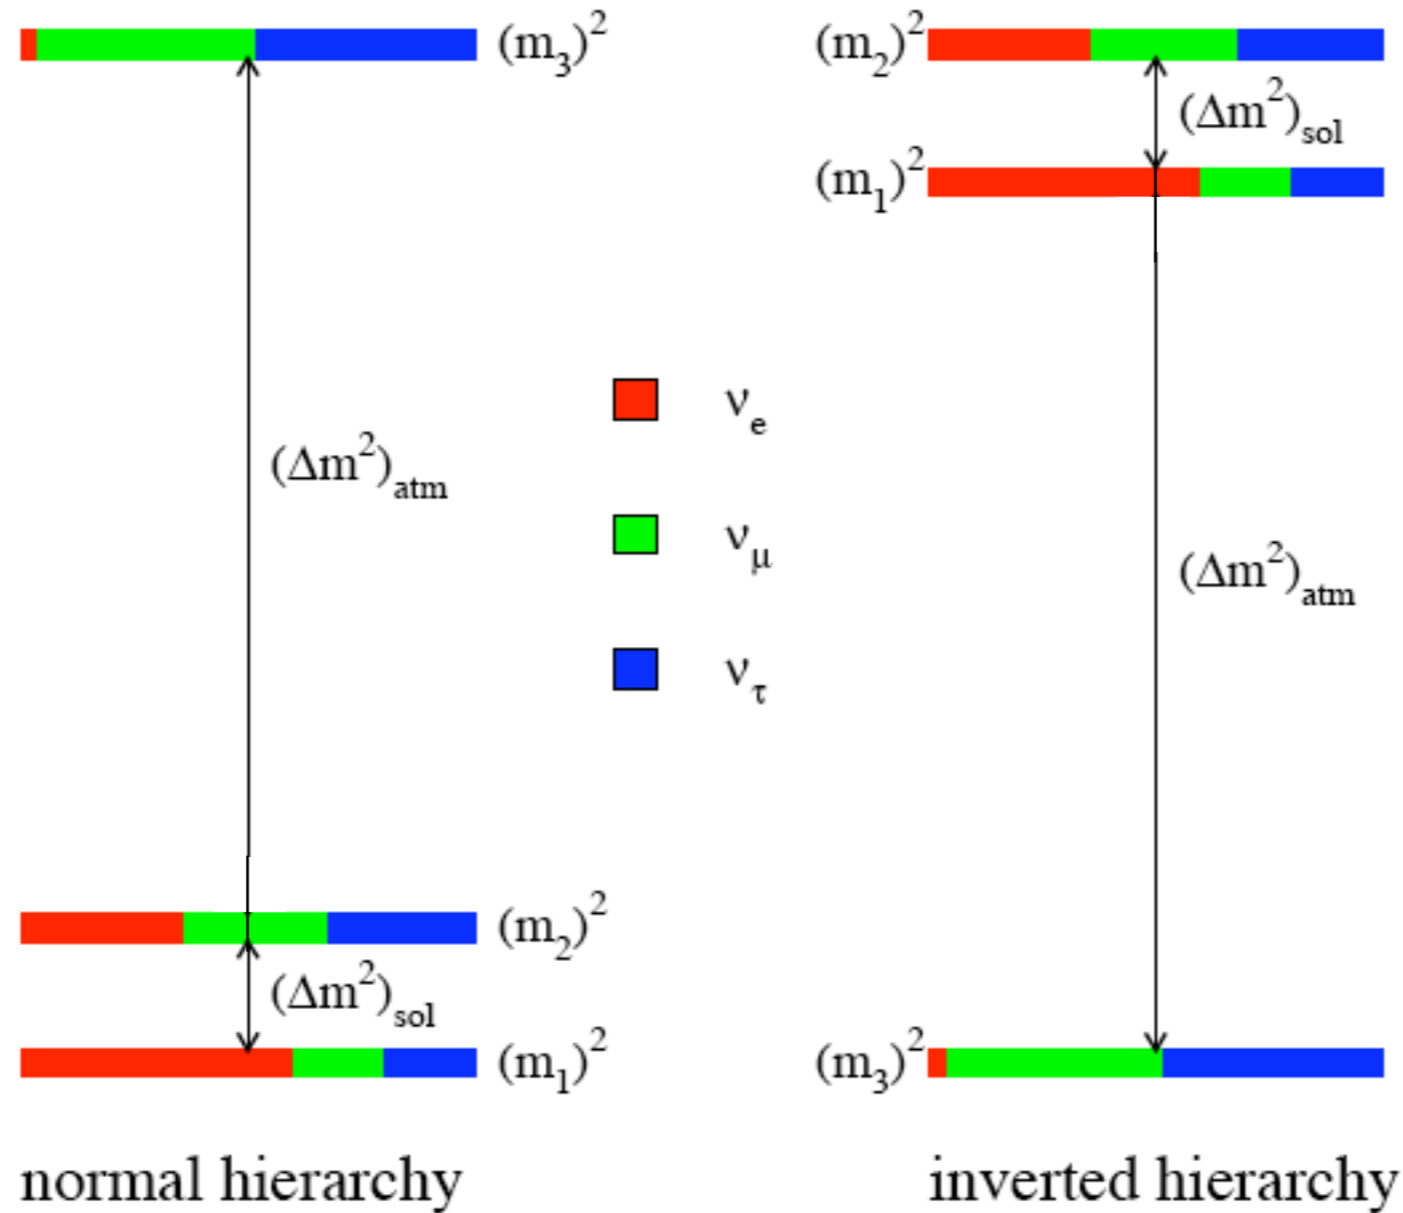 (m₃)²
(m₂)²
(Δm²)sol
(m₁)²
νe
(Δm²)atm
νμ
(Δm²)atm
ντ
(m₂)²
(Δm²)sol
(m₁)²
(m₃)²
normal hierarchy
inverted hierarchy